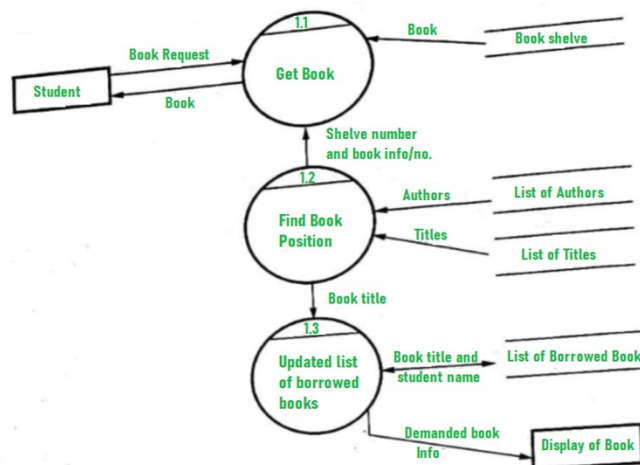 1.1
Book
Book shelve
Book Request
Get Book
Student
Book
Shelve number
and book info/no.
1.2
Authors
List of Authors
Find Book
Position
Titles
List of Titles
Book title
1.3
Updated list
of borrowed
books
Book title and
student name
List of Borrowed Book
Demanded book
Info
Display of Book